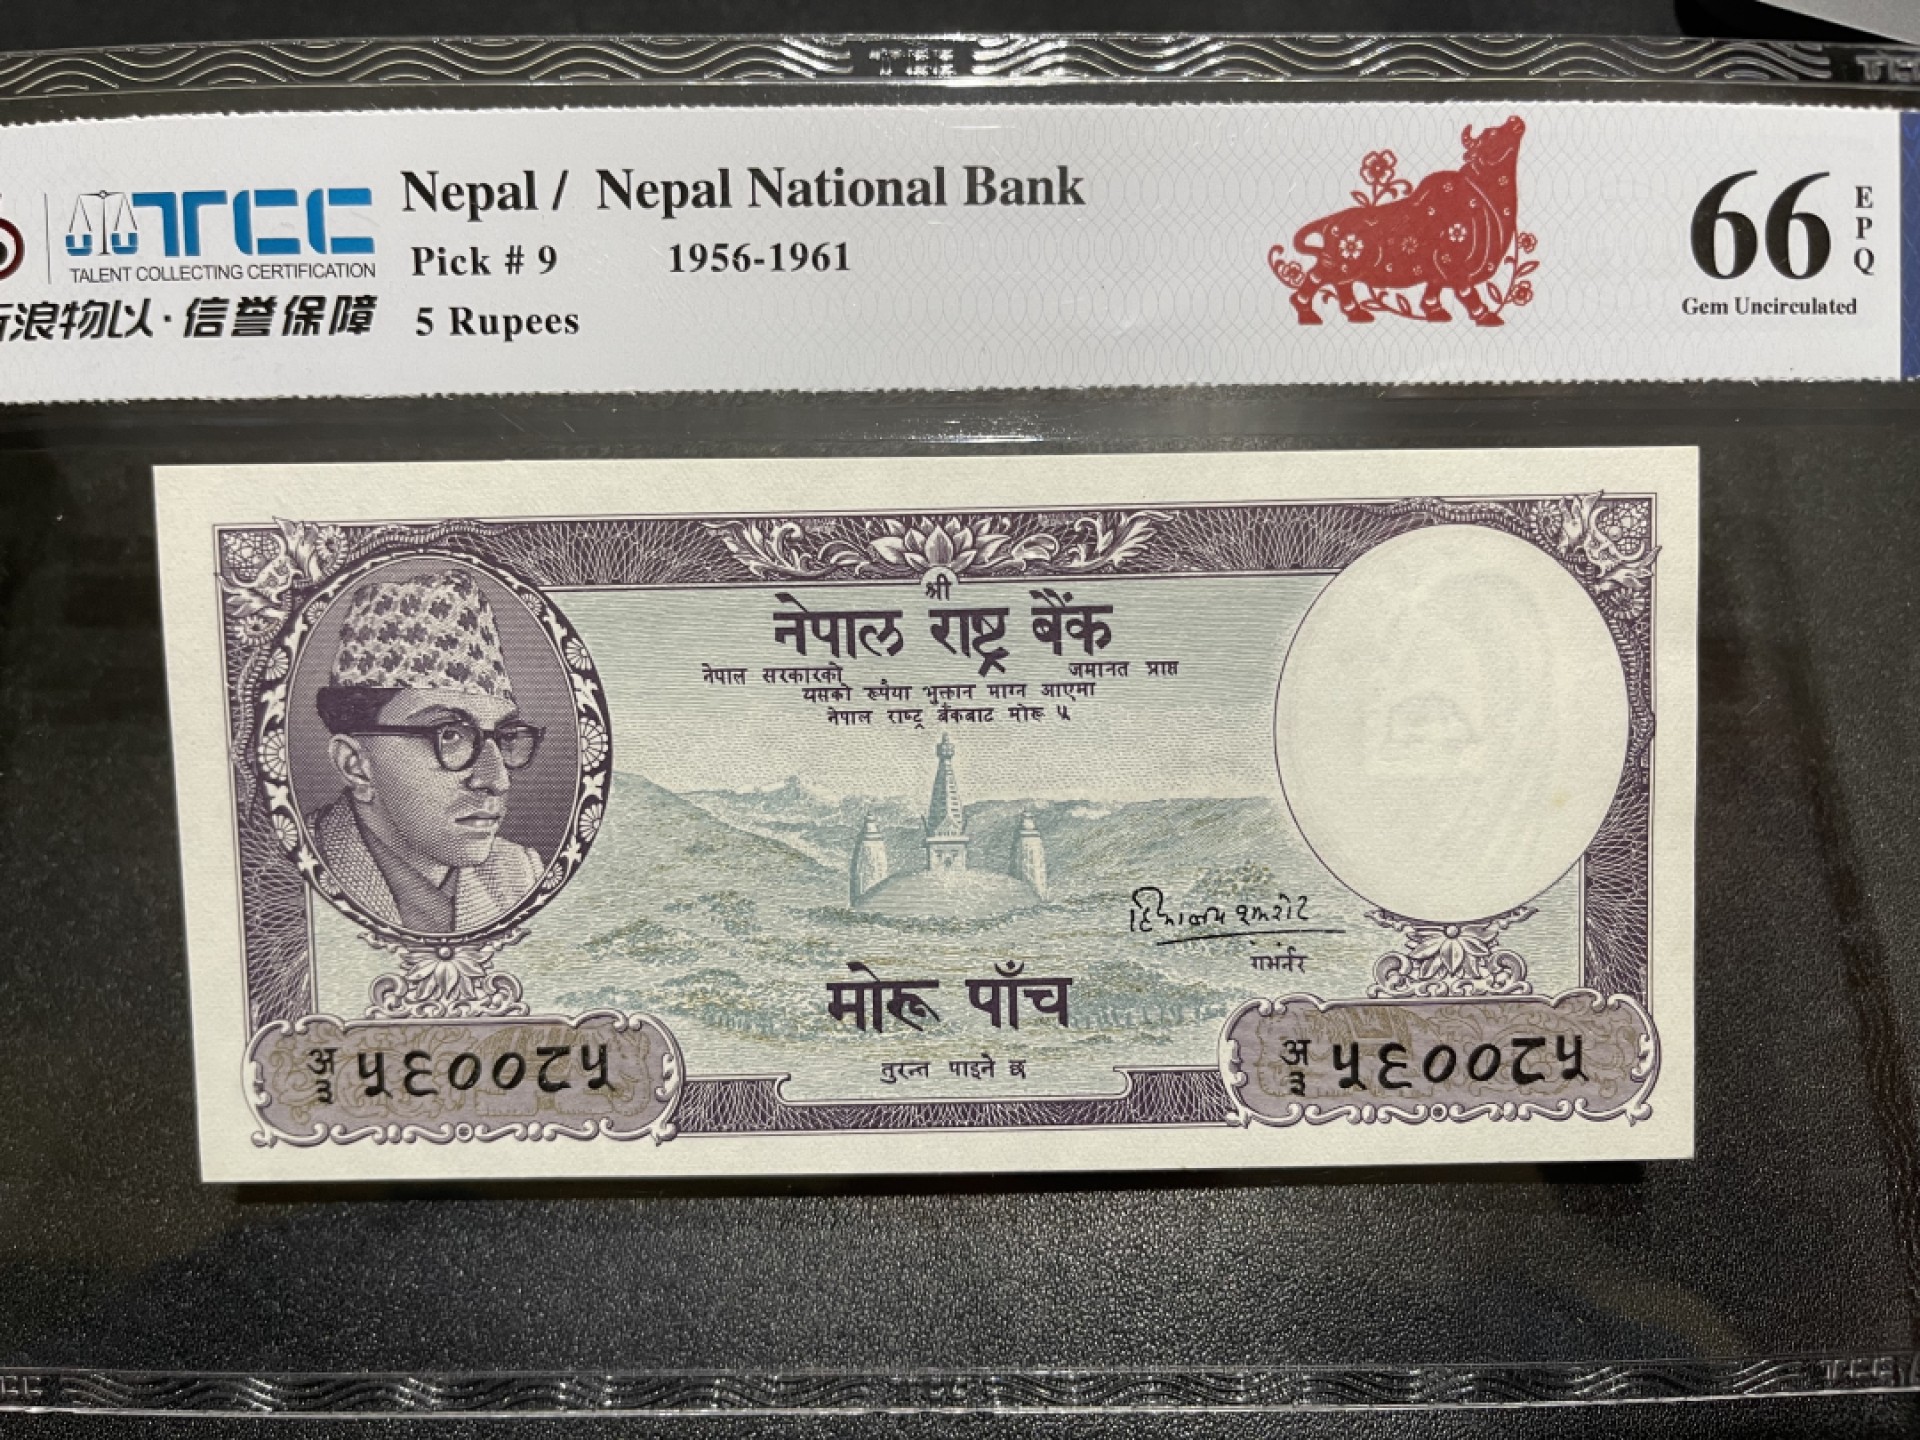 TCC
TALENT COLLECTING CERTIFICATION
浪物以·信誉保障
Nepal / Nepal National Bank
Pick # 9 1956-1961
5 Rupees
66 EPQ
Gem Uncirculated
श्री
नेपाल राष्ट्र बैंक
नेपाल सरकारको जमानत प्राप्त
यसको रूपैया भुक्तान माग्न आएमा
नेपाल राष्ट्र बैंकबाट मोरू ५
गभर्नर
मोरू पाँच
तुरन्त पाइने छ
अ/३ ५६००८५
अ/३ ५६००८५